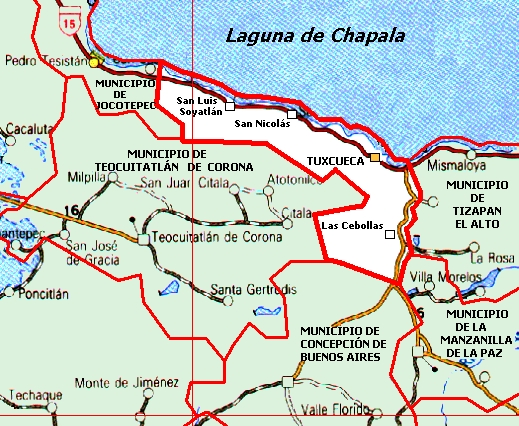 15
Laguna de Chapala
Pedro Tesistán
MUNICIPIO
DE
JOCOTEPEC
San Luis
Soyatlán
San Nicolás
Cacaluta
MUNICIPIO DE
TEOCUITATLÁN DE CORONA
TUXCUECA
Mismaloya
Milpilla
San Juan Citala
Atotonilco
MUNICIPIO
DE
TIZAPAN
EL ALTO
16
Citala
Las Cebollas
Teocuitatlán de Corona
San José
de Gracia
La Rosa
Villa Morelos
Poncitlán
Santa Gertrudis
MUNICIPIO DE
CONCEPCIÓN DE
BUENOS AIRES
MUNICIPIO
DE LA
MANZANILLA
DE LA PAZ
Techaque
Monte de Jiménez
Valle Florido